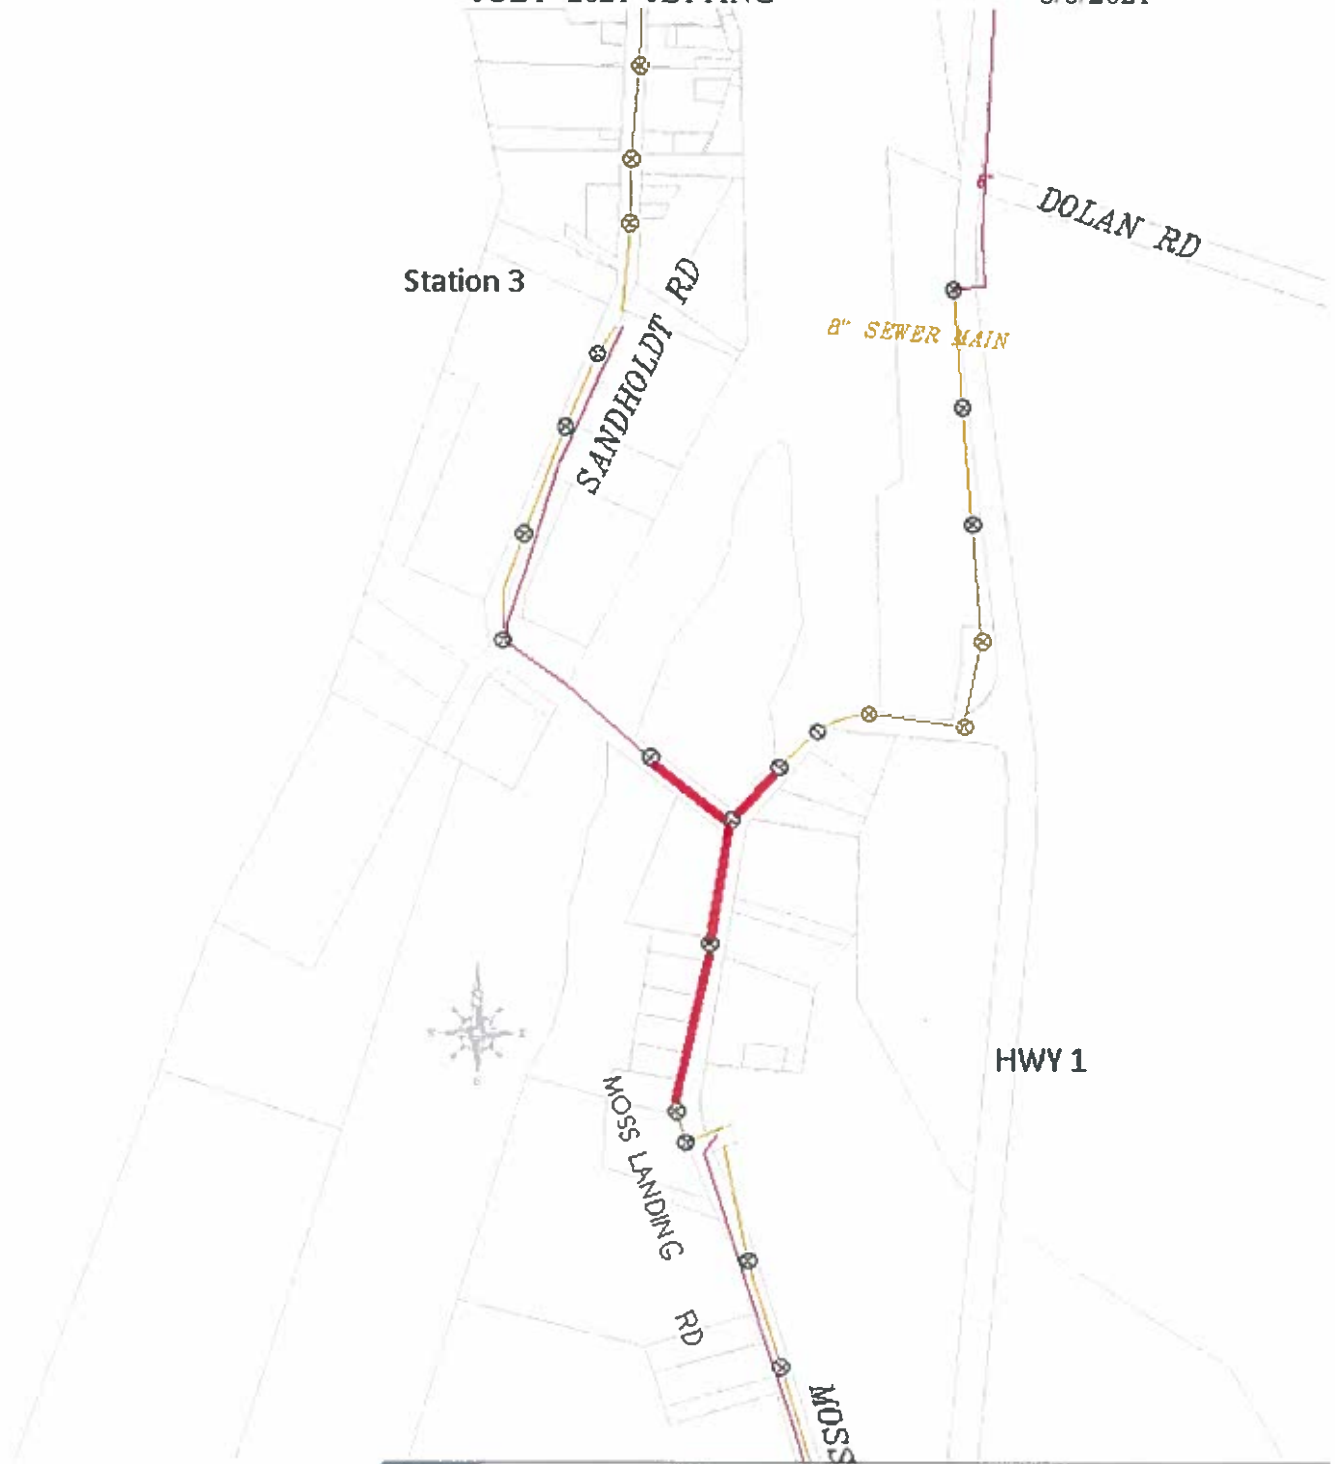 DOLAN RD
Station 3
SANDHOLDT RD
8" SEWER MAIN
HWY 1
MOSS LANDING RD
MOSS